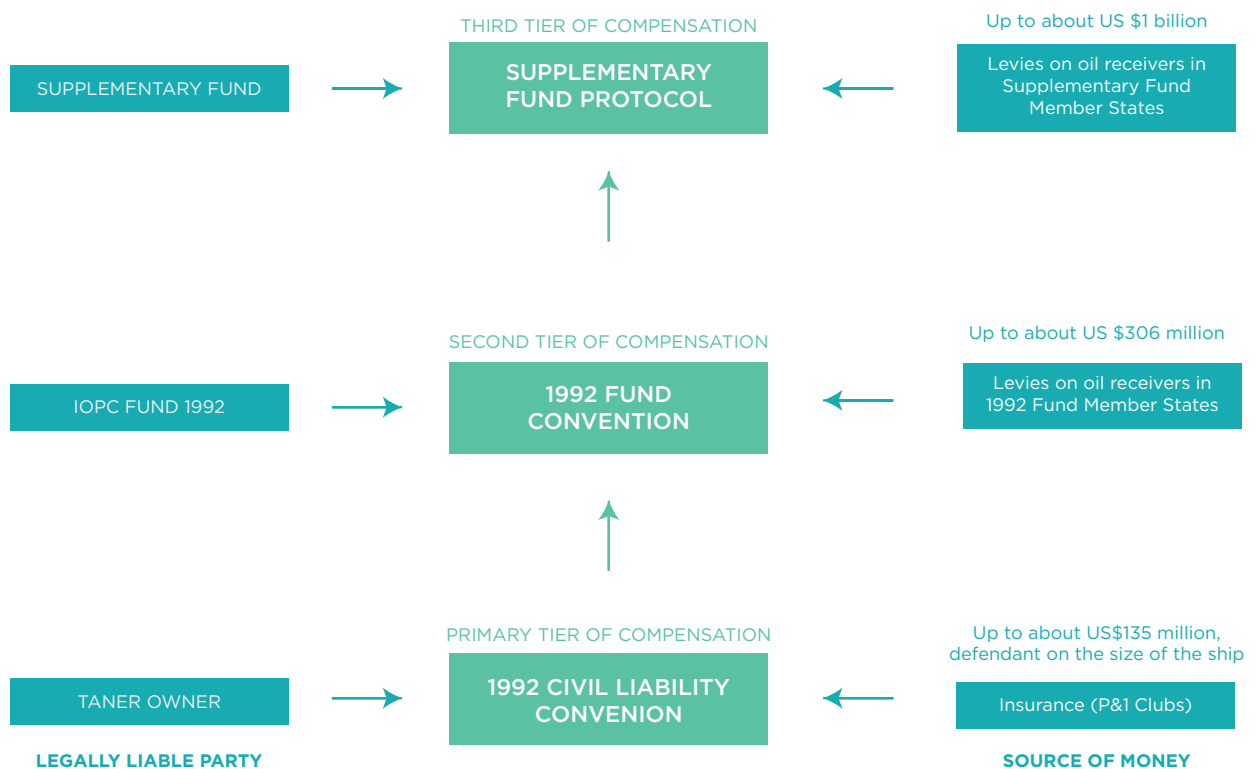 THIRD TIER OF COMPENSATION
Up to about US $1 billion
SUPPLEMENTARY FUND
SUPPLEMENTARY
FUND PROTOCOL
Levies on oil receivers in
Supplementary Fund
Member States
SECOND TIER OF COMPENSATION
Up to about US $306 million
IOPC FUND 1992
1992 FUND
CONVENTION
Levies on oil receivers in
1992 Fund Member States
PRIMARY TIER OF COMPENSATION
Up to about US$135 million,
defendant on the size of the ship
TANER OWNER
1992 CIVIL LIABILITY
CONVENION
Insurance (P&1 Clubs)
LEGALLY LIABLE PARTY
SOURCE OF MONEY